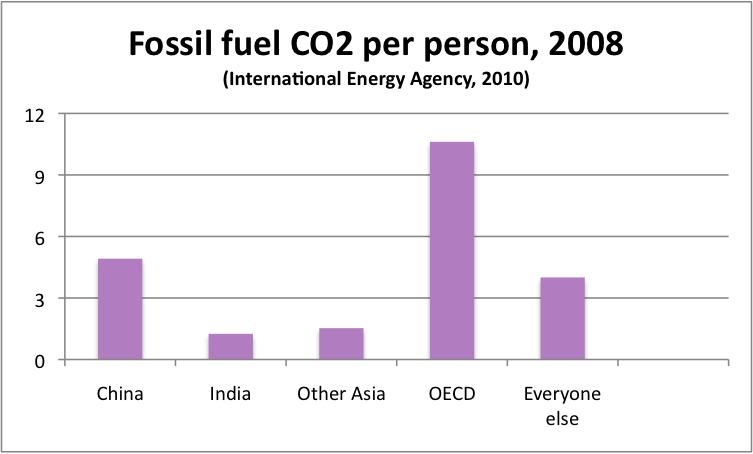 Fossil fuel CO2 per person, 2008
(International Energy Agency, 2010)
12
9
6
3
0
China India Other Asia OECD Everyone
else